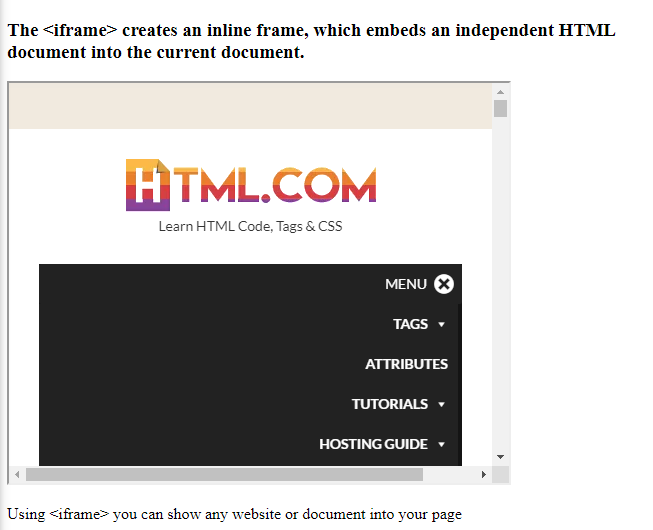 The <iframe> creates an inline frame, which embeds an independent HTML
document into the current document.
HTML.COM
Learn HTML Code, Tags & CSS
MENU
TAGS
ATTRIBUTES
TUTORIALS
HOSTING GUIDE
Using <iframe> you can show any website or document into your page